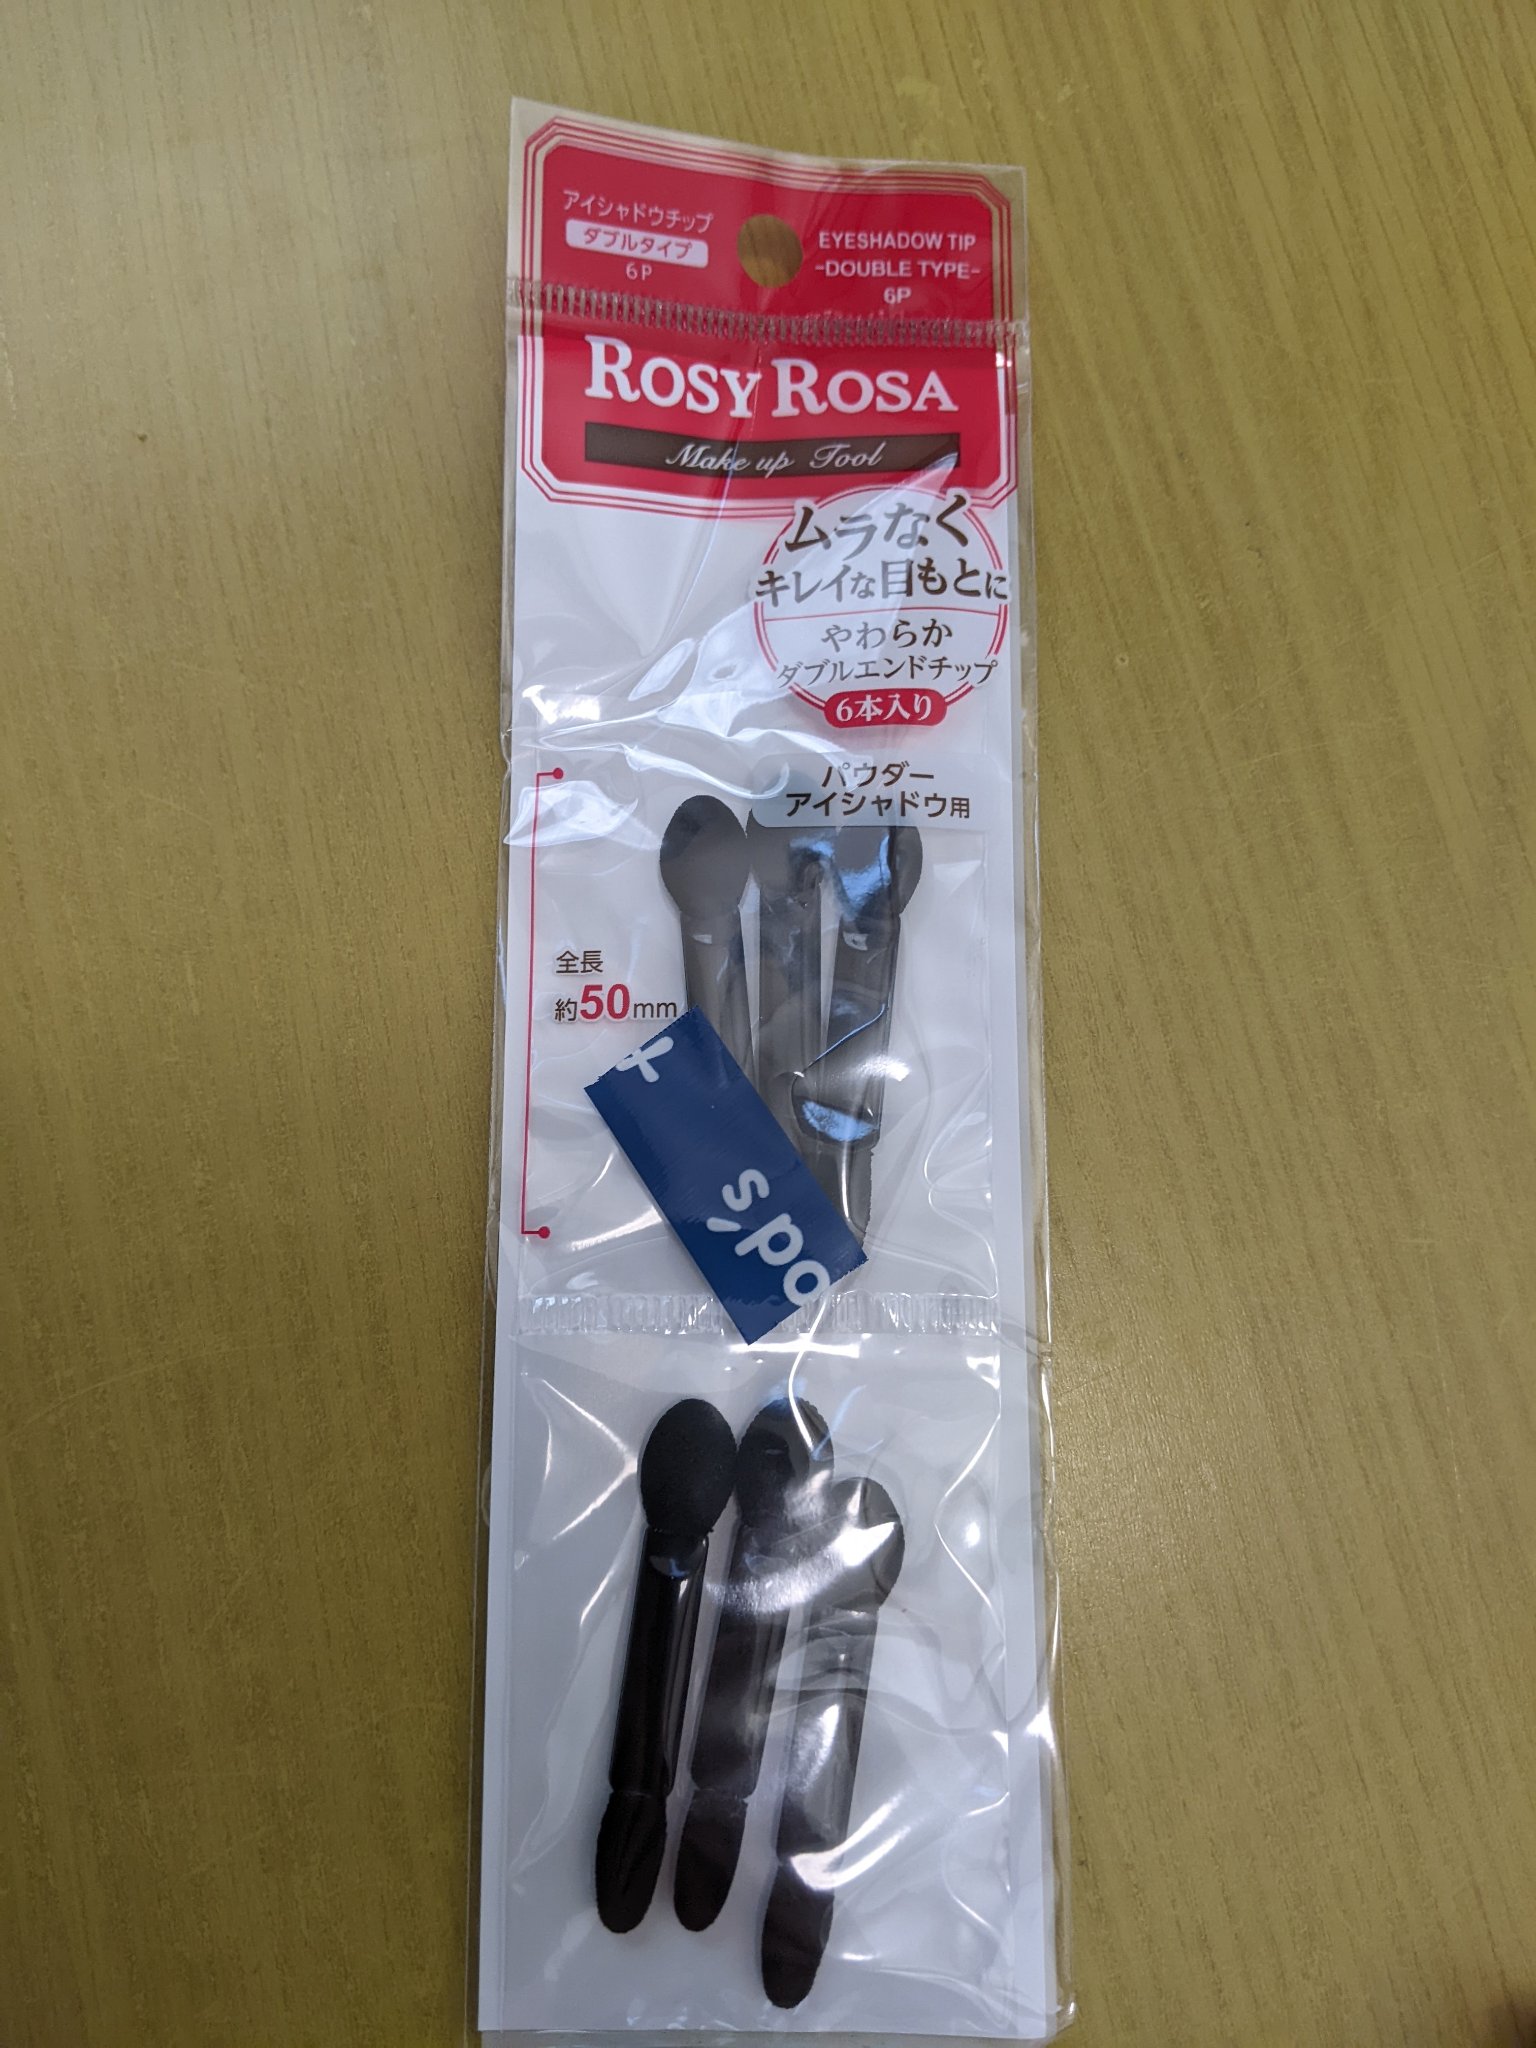 アイシャドウチップ
ダブルタイプ
6P
EYESHADOW TIP
-DOUBLE TYPE-
6P
ROSY ROSA
Make up Tool
ムラなく
キレイな目もとに
やわらか
ダブルエンドチップ
6本入り
パウダー
アイシャドウ用
全長
約50mm